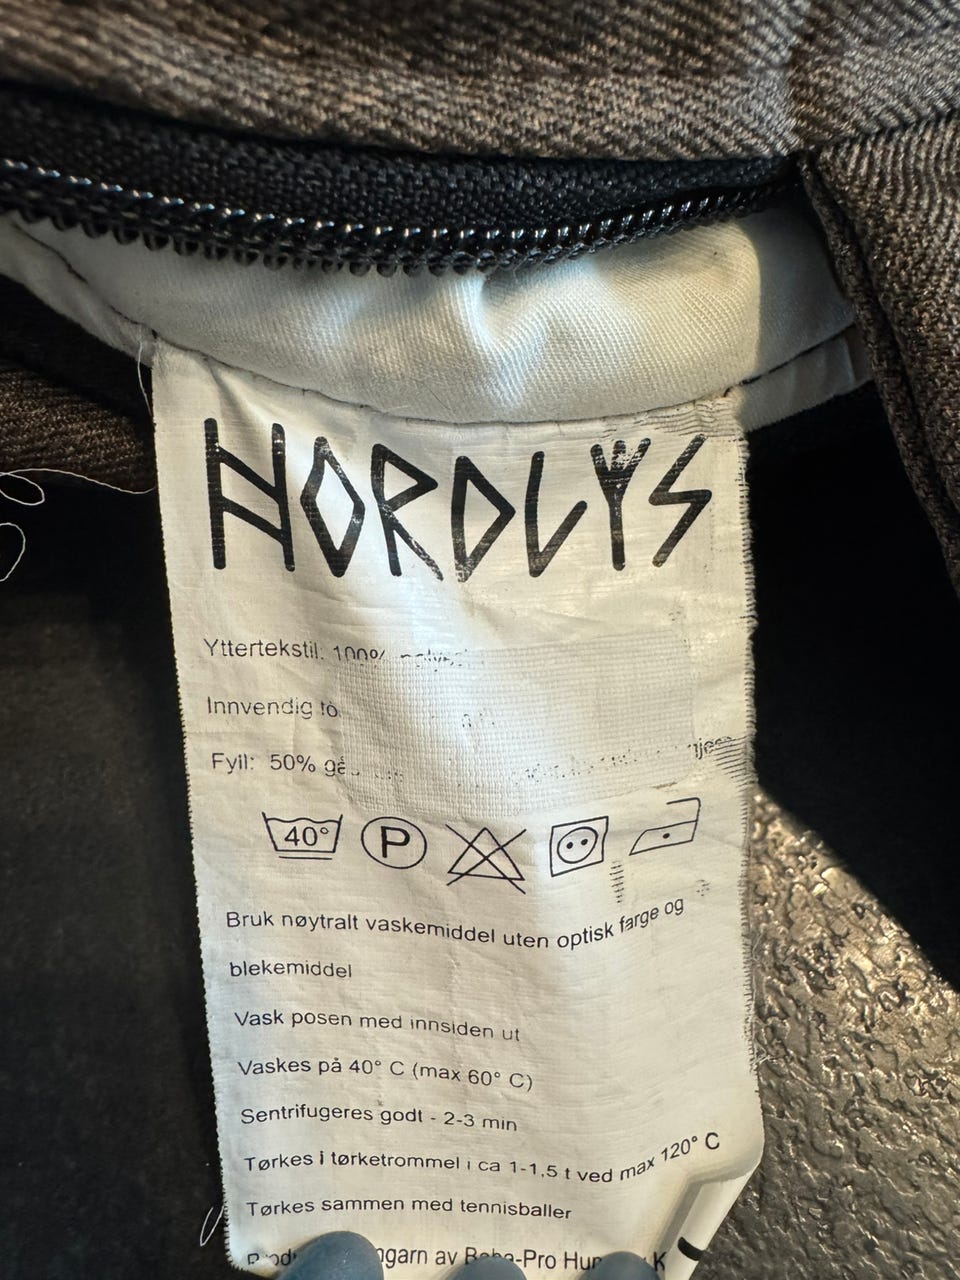 NORDLYS
Yttertekstil: 100%
Innvendig
Fyll: 50%
40° P
Bruk nøytralt vaskemiddel uten optisk farge og
blekemiddel
Vask posen med innsiden ut
Vaskes på 40° C (max 60° C)
Sentrifugeres godt - 2-3 min
Tørkes i tørketrommel i ca 1-1,5 t ved max 120° C
Tørkes sammen med tennisballer
av